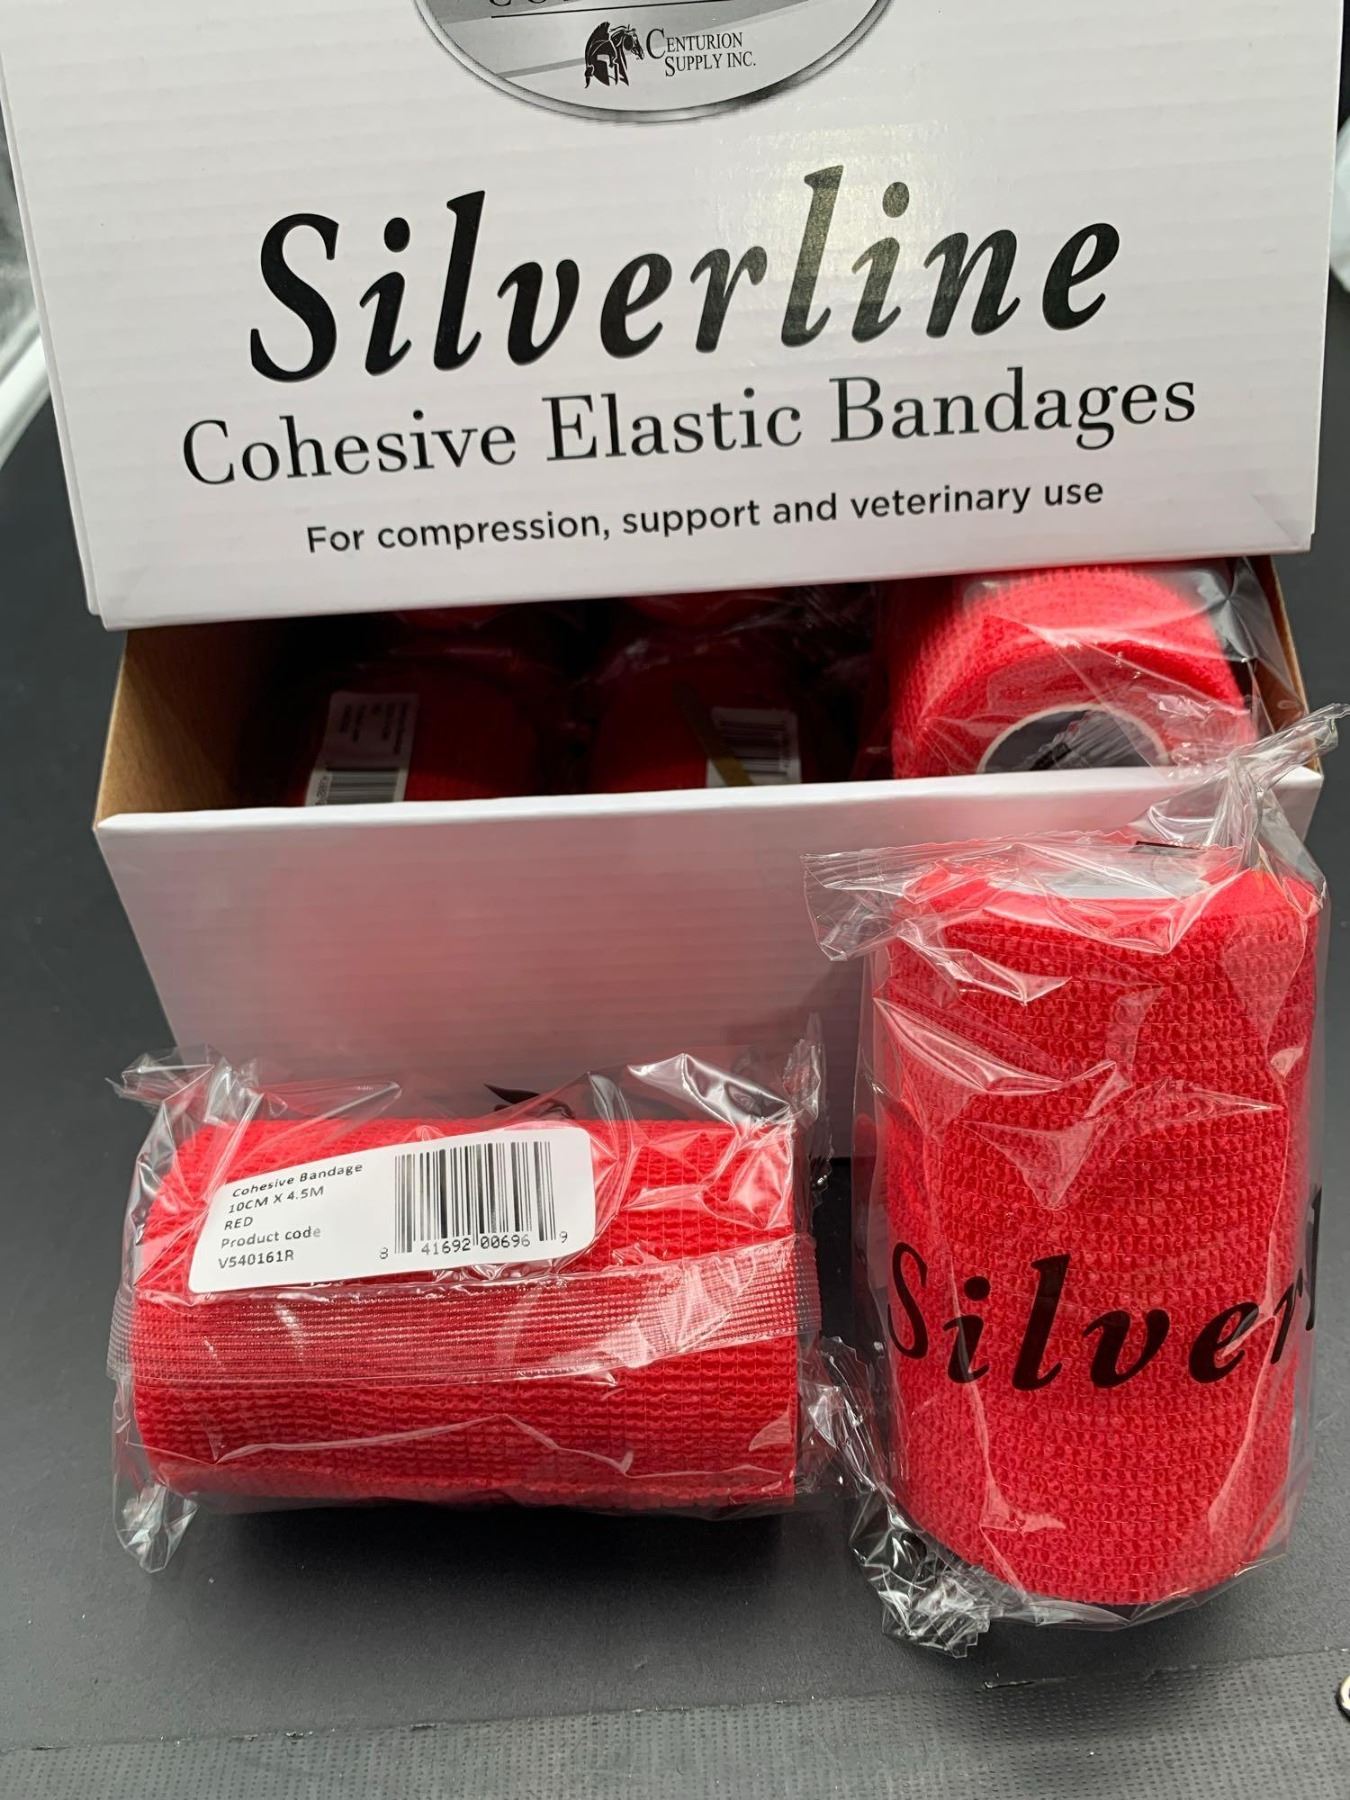 CENTURION
SUPPLY INC.
Silverline
Cohesive Elastic Bandages
For compression, support and veterinary use
Cohesive Bandage
10CM X 4.5M
RED
Product code
V540161R
8 41692 00696 9
Silverl